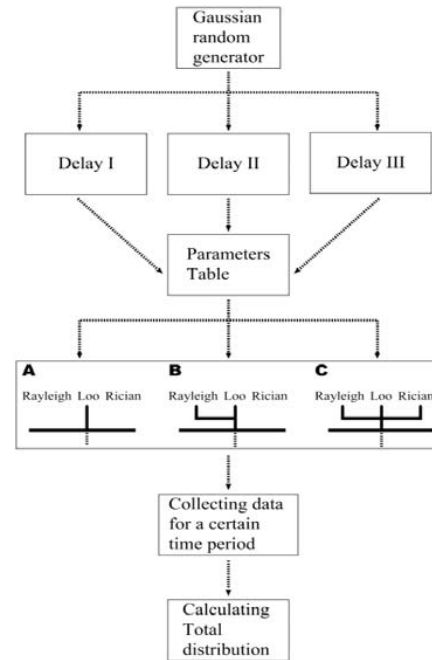 Gaussian
random
generator
Delay I
Delay II
Delay III
Parameters
Table
A
Rayleigh Loo Rician
B
Rayleigh Loo Rician
C
Rayleigh Loo Rician
Collecting data
for a certain
time period
Calculating
Total
distribution